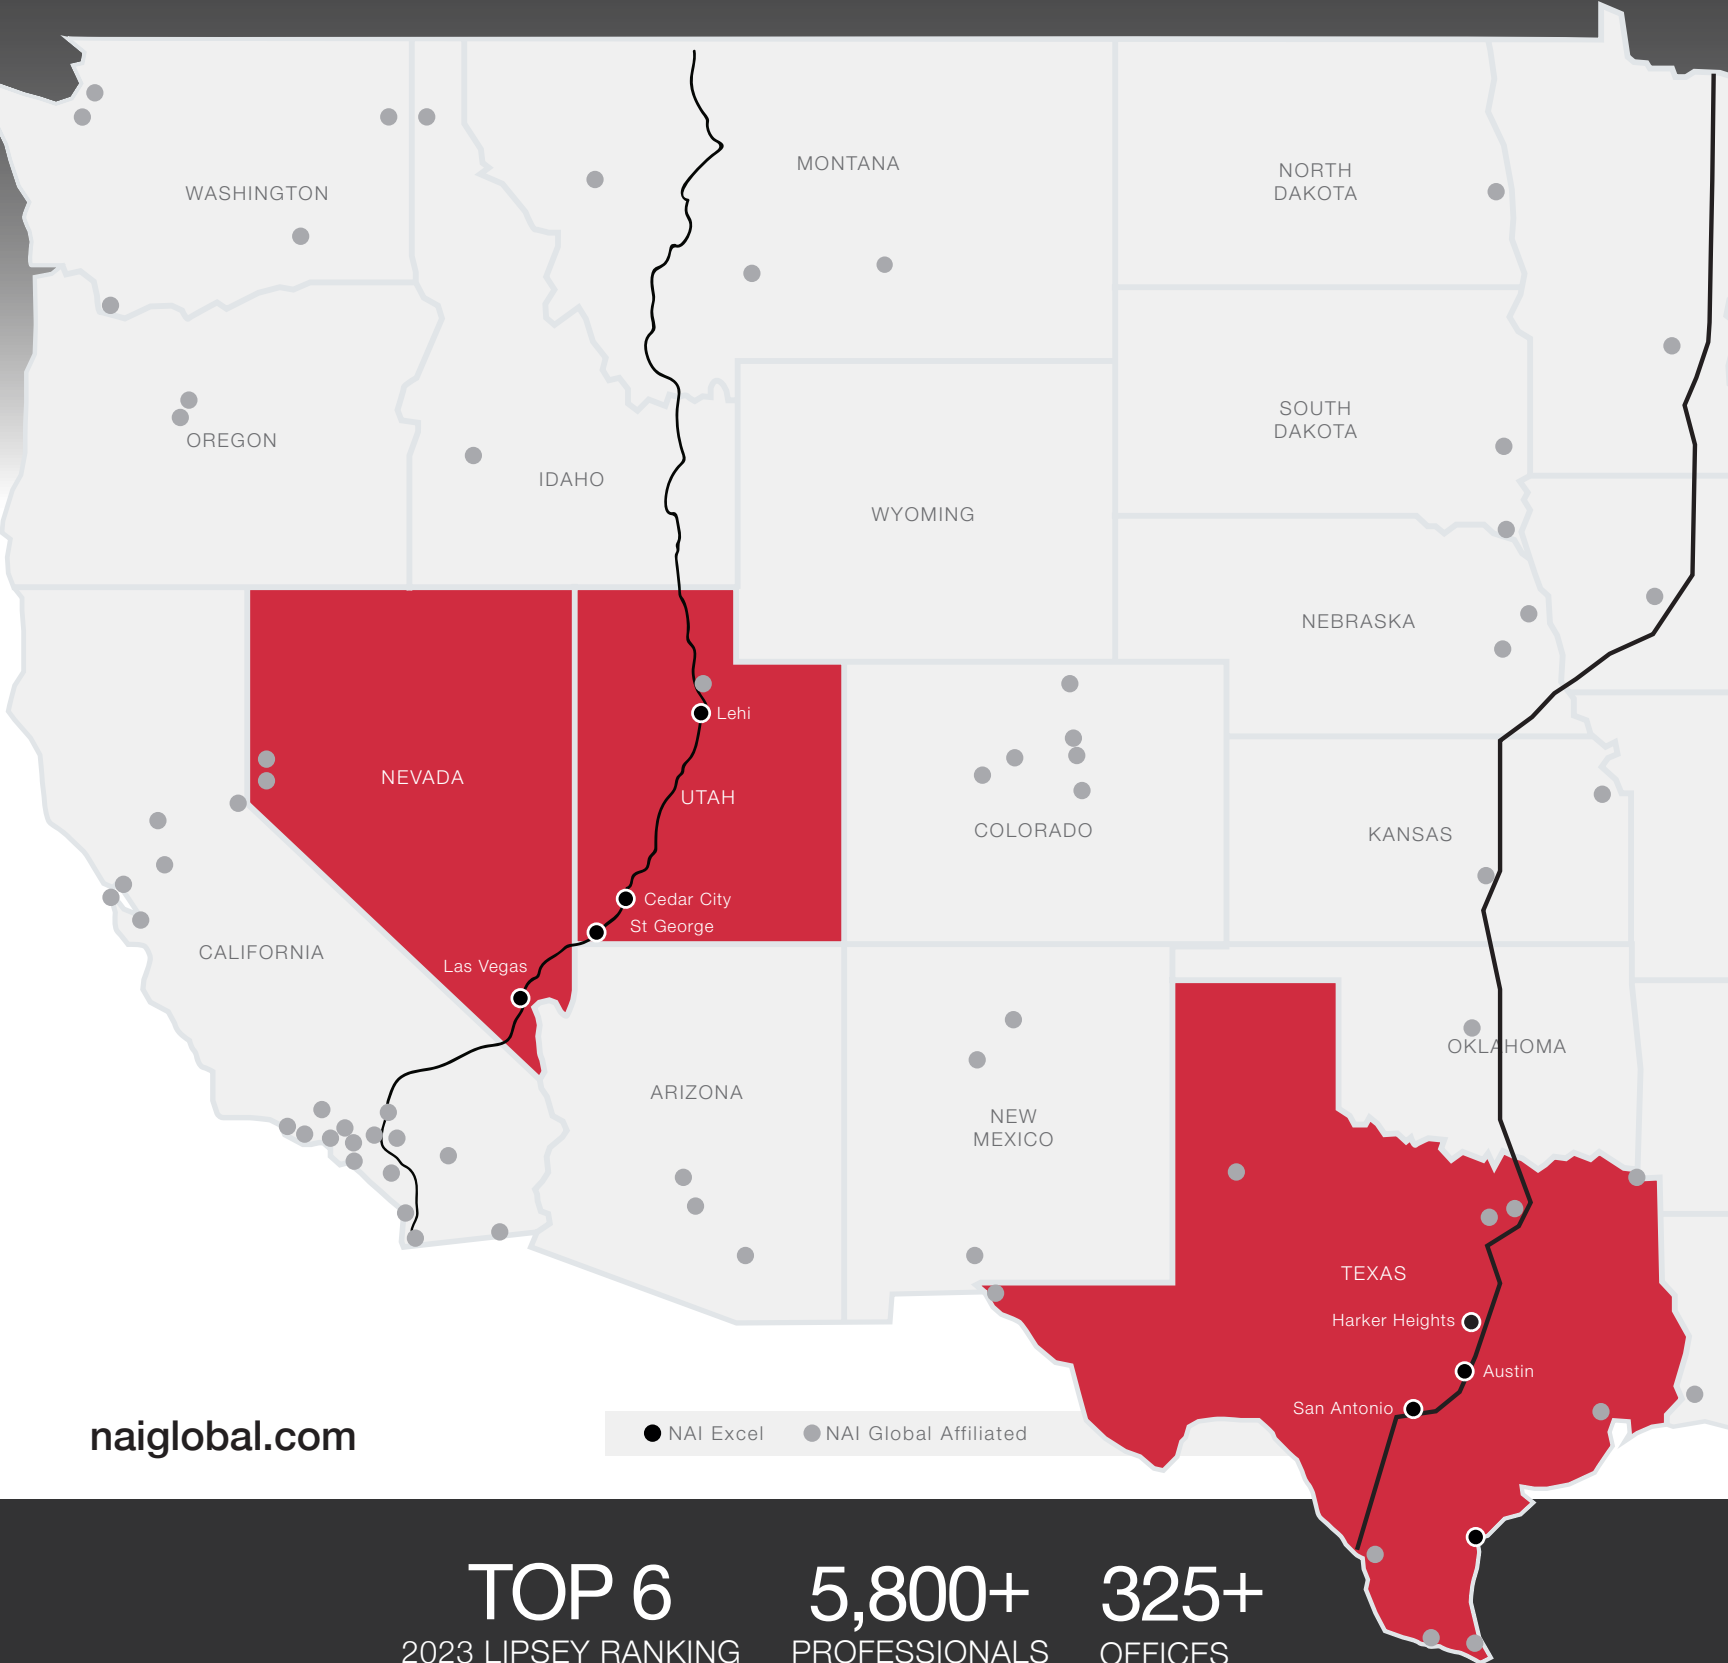 MONTANA
NORTH
DAKOTA
WASHINGTON
SOUTH
DAKOTA
OREGON
IDAHO
WYOMING
NEBRASKA
Lehi
NEVADA
UTAH
COLORADO
KANSAS
Cedar City
St George
CALIFORNIA
Las Vegas
OKLAHOMA
ARIZONA
NEW
MEXICO
TEXAS
Harker Heights
Austin
San Antonio
naiglobal.com
NAI Excel
NAI Global Affiliated
TOP 6
2023 LIPSEY RANKING
5,800+
PROFESSIONALS
325+
OFFICES